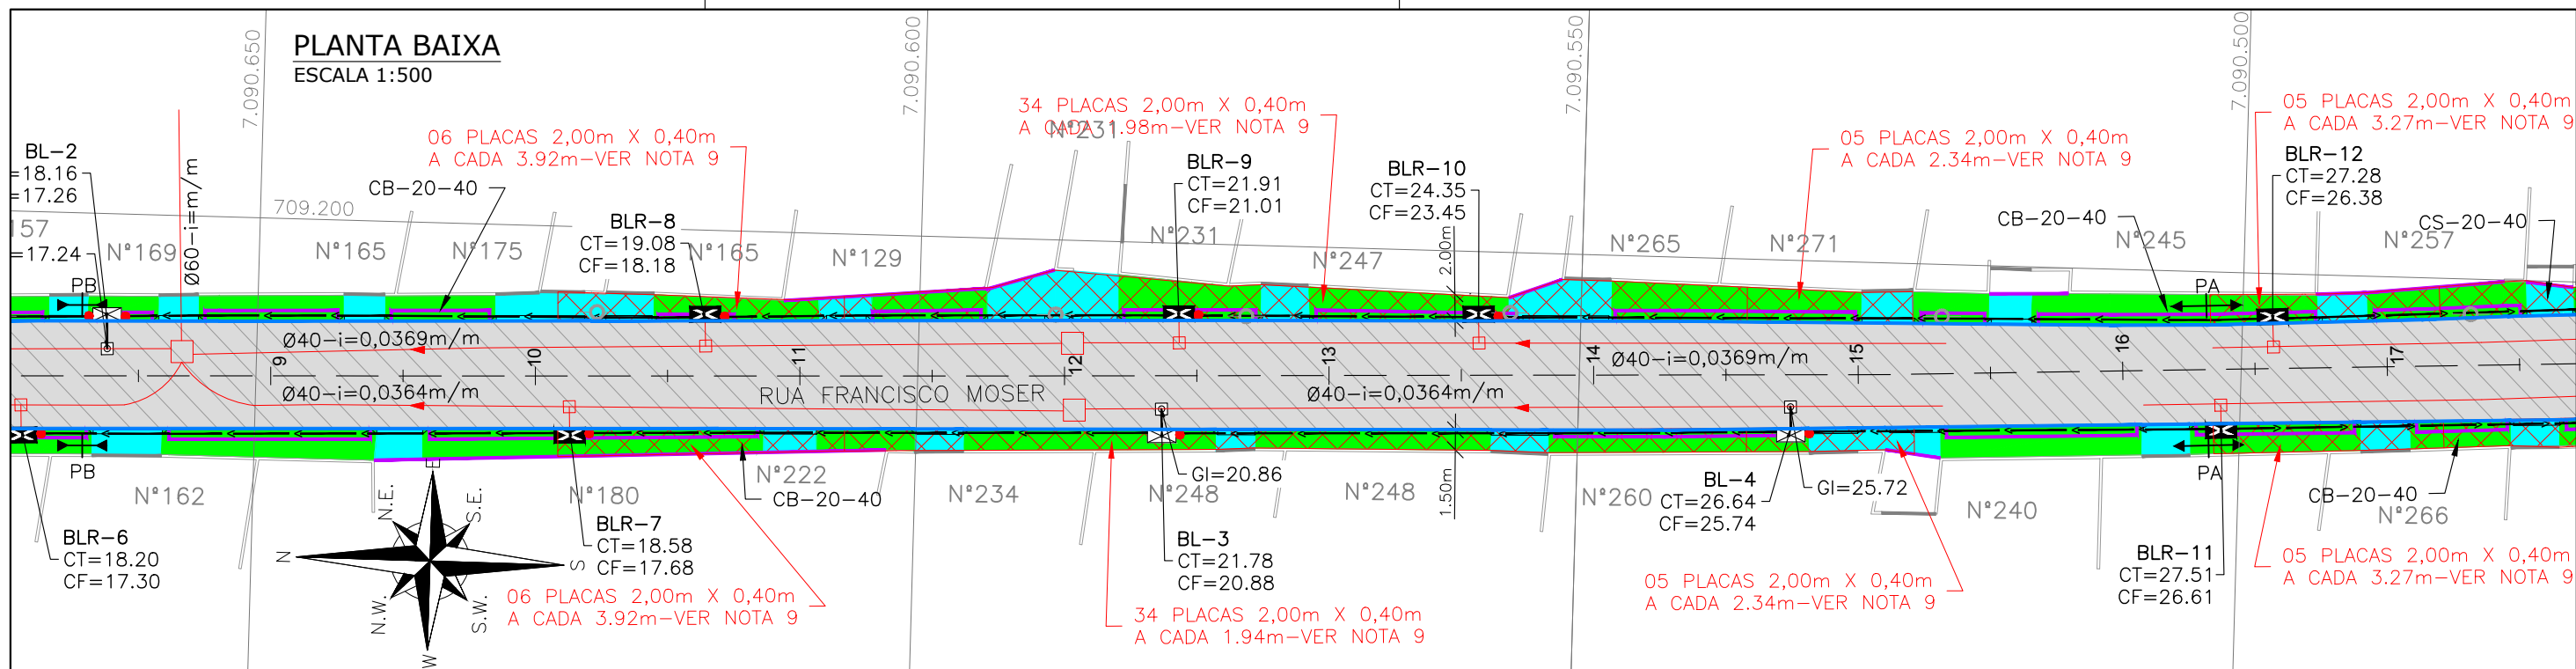 PLANTA BAIXA
ESCALA 1:500
7.090.650
7.090.600
7.090.550
7.090.500
709.200
BL-2
=18.16
=17.26
=17.24
157
Ø60-i=m/m
CB-20-40
06 PLACAS 2,00m X 0,40m
A CADA 3.92m-VER NOTA 9
BLR-8
CT=19.08
CF=18.18
34 PLACAS 2,00m X 0,40m
A CADA 1.98m-VER NOTA 9
N°231
BLR-9
CT=21.91
CF=21.01
BLR-10
CT=24.35
CF=23.45
2.00m
05 PLACAS 2,00m X 0,40m
A CADA 2.34m-VER NOTA 9
05 PLACAS 2,00m X 0,40m
A CADA 3.27m-VER NOTA 9
BLR-12
CT=27.28
CF=26.38
CB-20-40
CS-20-40
N°169
N°165
N°175
N°165
N°129
N°231
N°247
N°265
N°271
N°245
N°257
PB
PA
Ø40-i=0,0369m/m
Ø40-i=0,0369m/m
9
10
11
12
13
14
15
16
17
Ø40-i=0,0364m/m
RUA FRANCISCO MOSER
Ø40-i=0,0364m/m
PB
PA
N°162
N°180
N°222
N°234
N°248
N°248
N°260
N°240
N°266
CB-20-40
GI=20.86
1.50m
GI=25.72
CB-20-40
BLR-6
CT=18.20
CF=17.30
N
N.E.
S.E.
S
S.W.
W
N.W.
BLR-7
CT=18.58
CF=17.68
06 PLACAS 2,00m X 0,40m
A CADA 3.92m-VER NOTA 9
BL-3
CT=21.78
CF=20.88
34 PLACAS 2,00m X 0,40m
A CADA 1.94m-VER NOTA 9
BL-4
CT=26.64
CF=25.74
05 PLACAS 2,00m X 0,40m
A CADA 2.34m-VER NOTA 9
BLR-11
CT=27.51
CF=26.61
05 PLACAS 2,00m X 0,40m
A CADA 3.27m-VER NOTA 9